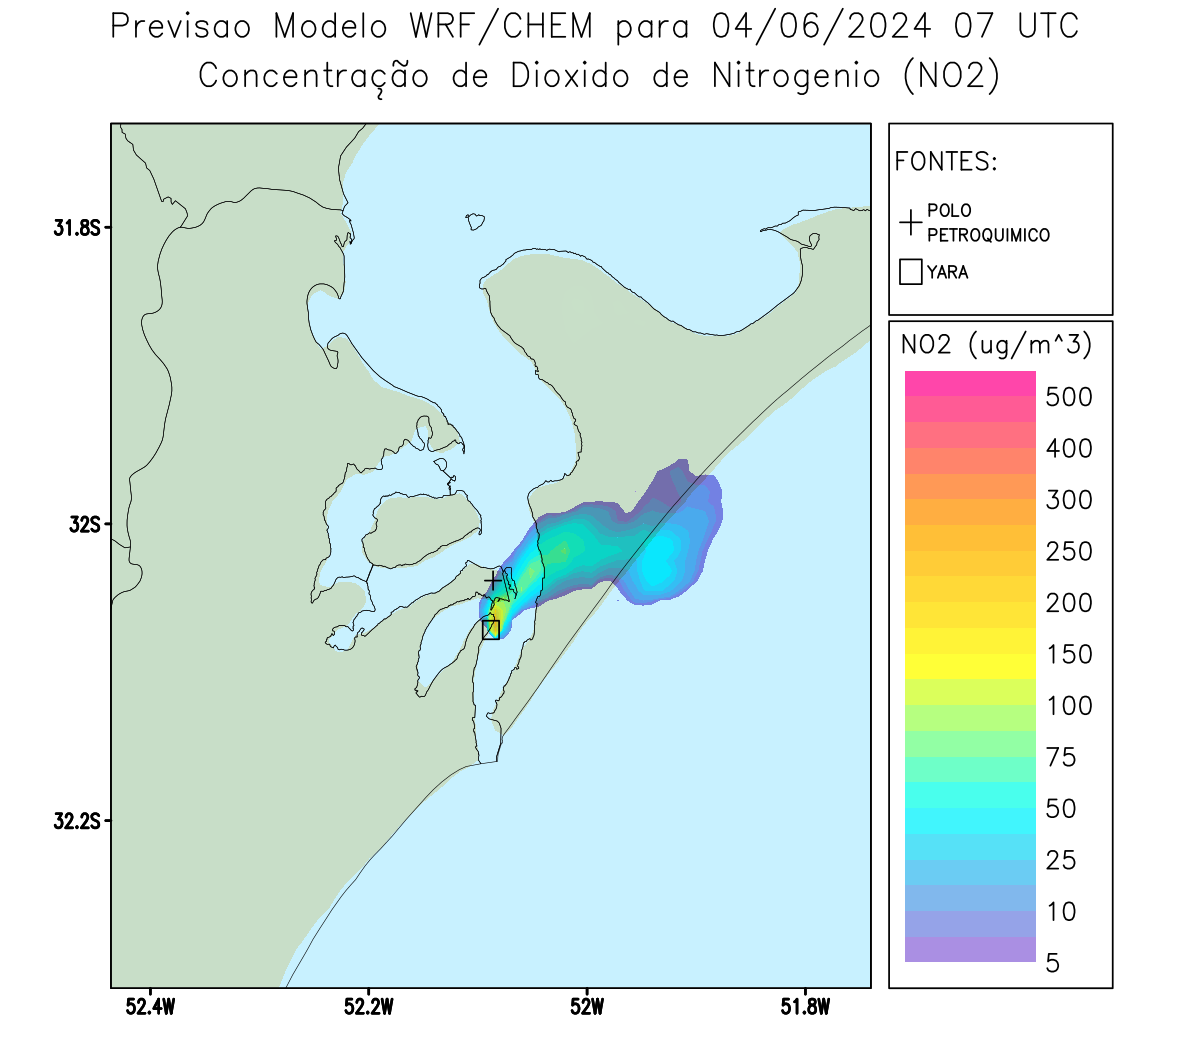 Previsao Modelo WRF/CHEM para 04/06/2024 07 UTC
Concentração de Dioxido de Nitrogenio (NO2)
31.8S
32S
32.2S
52.4W
52.2W
52W
51.8W
FONTES:
POLO
PETROQUIMICO
YARA
NO2 (ug/m^3)
500
400
300
250
200
150
100
75
50
25
10
5